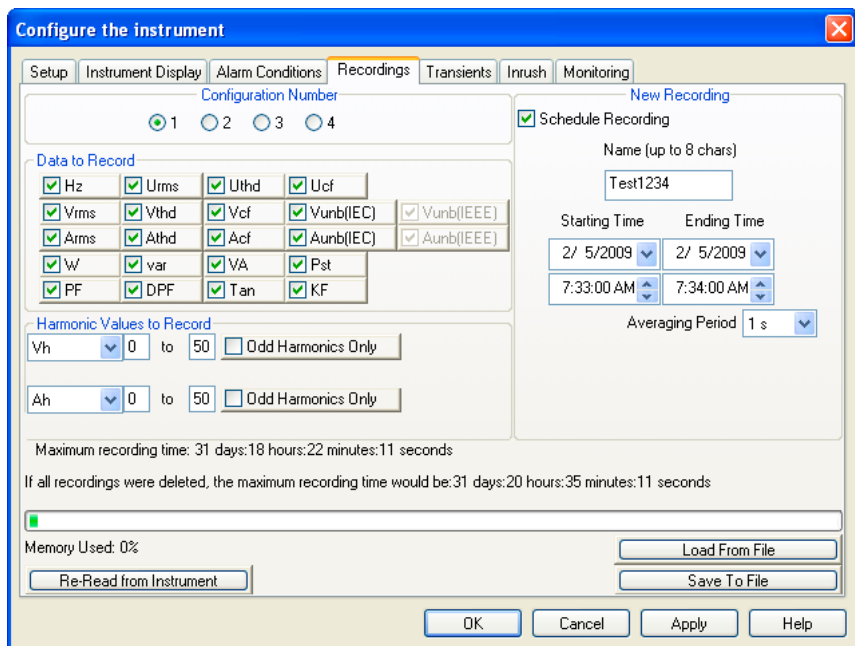 Configure the instrument
Setup Instrument Display Alarm Conditions Recordings Transients Inrush Monitoring
Configuration Number
1 2 3 4
Data to Record
Hz Urms Uthd Ucf
Vrms Vthd Vcf Vunb(IEC) Vunb(IEEE)
Arms Athd Acf Aunb(IEC) Aunb(IEEE)
W var VA Pst
PF DPF Tan KF
Harmonic Values to Record
Vh 0 to 50 Odd Harmonics Only
Ah 0 to 50 Odd Harmonics Only
New Recording
Schedule Recording
Name (up to 8 chars)
Test1234
Starting Time Ending Time
2/ 5/2009 2/ 5/2009
7:33:00 AM 7:34:00 AM
Averaging Period 1 s
Maximum recording time: 31 days:18 hours:22 minutes:11 seconds
If all recordings were deleted, the maximum recording time would be:31 days:20 hours:35 minutes:11 seconds
Memory Used: 0%
Load From File
Re-Read from Instrument Save To File
OK Cancel Apply Help